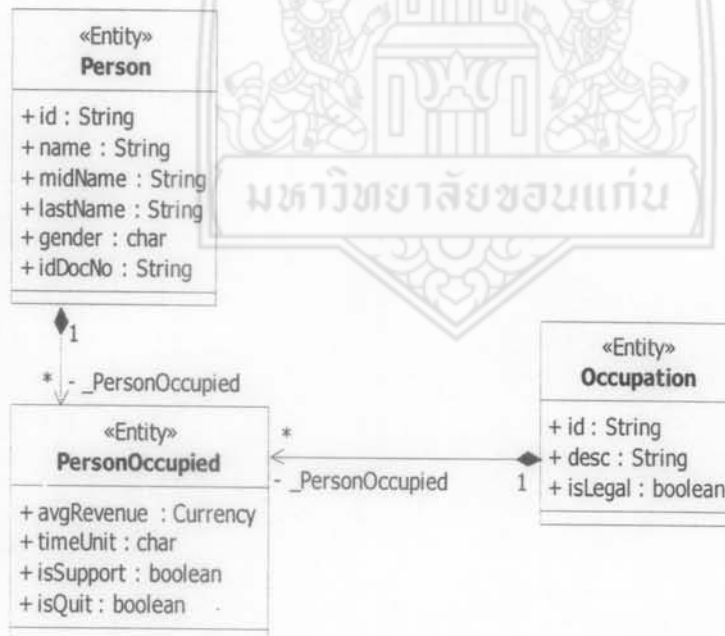 «Entity»
Person
+ id : String
+ name : String
+ midName : String
+ lastName : String
+ gender : char
+ idDocNo : String
มหาวิทยาลัยขอนแก่น
1
* - _PersonOccupied
«Entity»
PersonOccupied
+ avgRevenue : Currency
+ timeUnit : char
+ isSupport : boolean
+ isQuit : boolean
*
- _PersonOccupied
1
«Entity»
Occupation
+ id : String
+ desc : String
+ isLegal : boolean